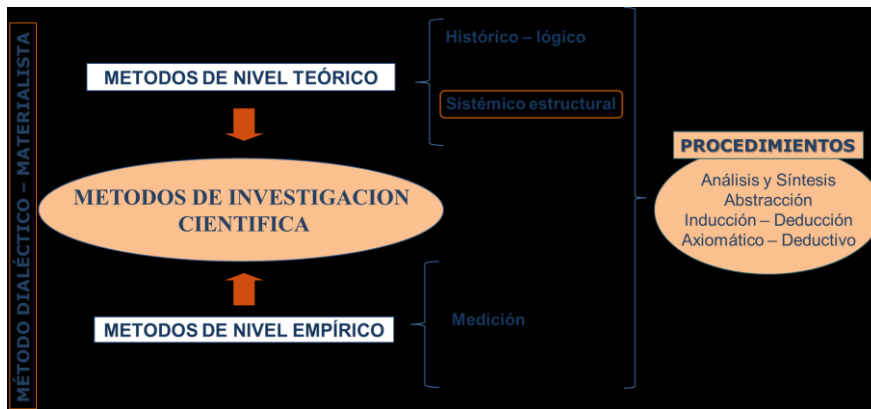 MÉTODO DIALÉCTICO – MATERIALISTA
METODOS DE NIVEL TEÓRICO
Histórico – lógico
Sistémico estructural
METODOS DE INVESTIGACION
CIENTIFICA
METODOS DE NIVEL EMPÍRICO
Medición
PROCEDIMIENTOS
Análisis y Síntesis
Abstracción
Inducción – Deducción
Axiomático – Deductivo